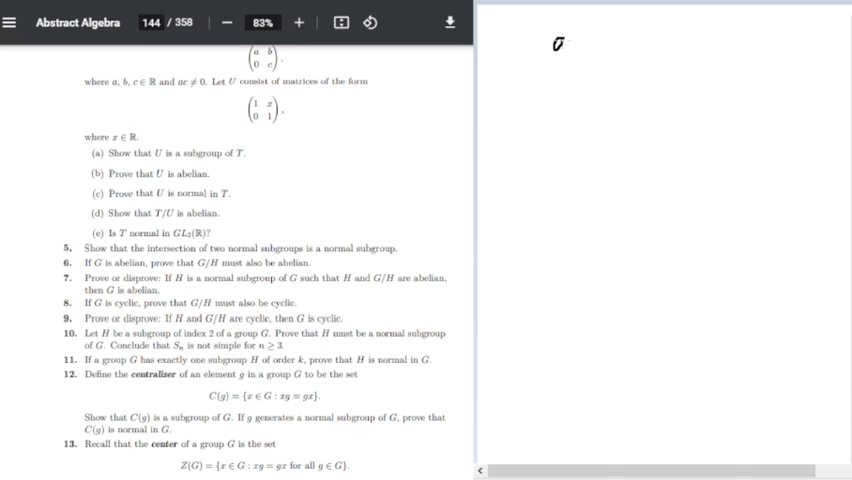 Abstract Algebra 144 / 358 − 83% +
( a b
0 c ),
where a, b, c ∈ ℝ and ac ≠ 0. Let U consist of matrices of the form
( 1 x
0 1 ),
where x ∈ ℝ.
(a) Show that U is a subgroup of T.
(b) Prove that U is abelian.
(c) Prove that U is normal in T.
(d) Show that T/U is abelian.
(e) Is T normal in GL₂(ℝ)?
5. Show that the intersection of two normal subgroups is a normal subgroup.
6. If G is abelian, prove that G/H must also be abelian.
7. Prove or disprove: If H is a normal subgroup of G such that H and G/H are abelian,
then G is abelian.
8. If G is cyclic, prove that G/H must also be cyclic.
9. Prove or disprove: If H and G/H are cyclic, then G is cyclic.
10. Let H be a subgroup of index 2 of a group G. Prove that H must be a normal subgroup
of G. Conclude that Sₙ is not simple for n ≥ 3.
11. If a group G has exactly one subgroup H of order k, prove that H is normal in G.
12. Define the centralizer of an element g in a group G to be the set
C(g) = {x ∈ G : xg = gx}.
Show that C(g) is a subgroup of G. If g generates a normal subgroup of G, prove that
C(g) is normal in G.
13. Recall that the center of a group G is the set
Z(G) = {x ∈ G : xg = gx for all g ∈ G}.